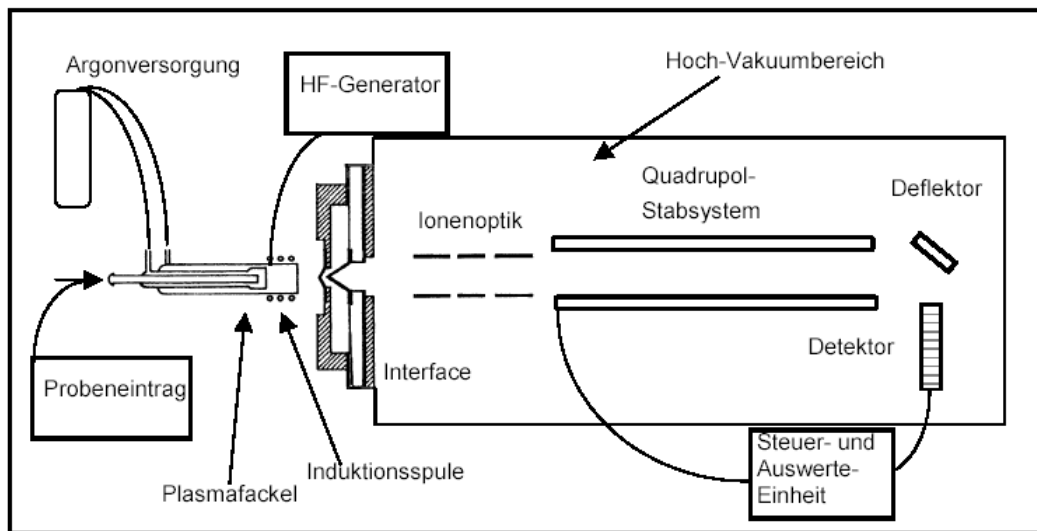 Argonversorgung
HF-Generator
Hoch-Vakuumbereich
Quadrupol-
Stabsystem
Deflektor
Ionenoptik
Probeneintrag
Interface
Detektor
Induktionsspule
Plasmafackel
Steuer- und
Auswerte-
Einheit